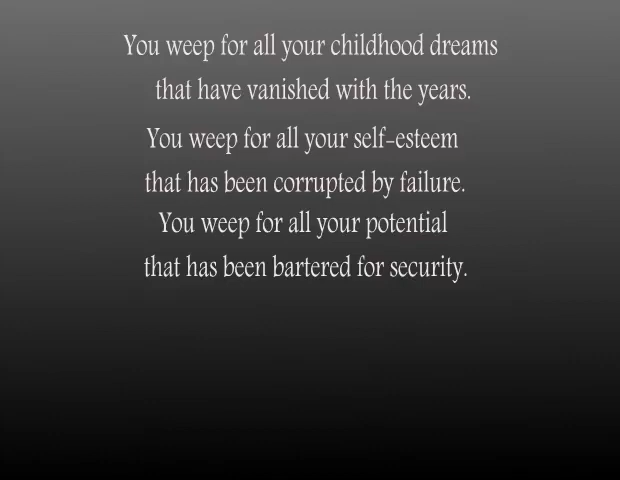 You weep for all your childhood dreams
that have vanished with the years.
You weep for all your self-esteem
that has been corrupted by failure.
You weep for all your potential
that has been bartered for security.